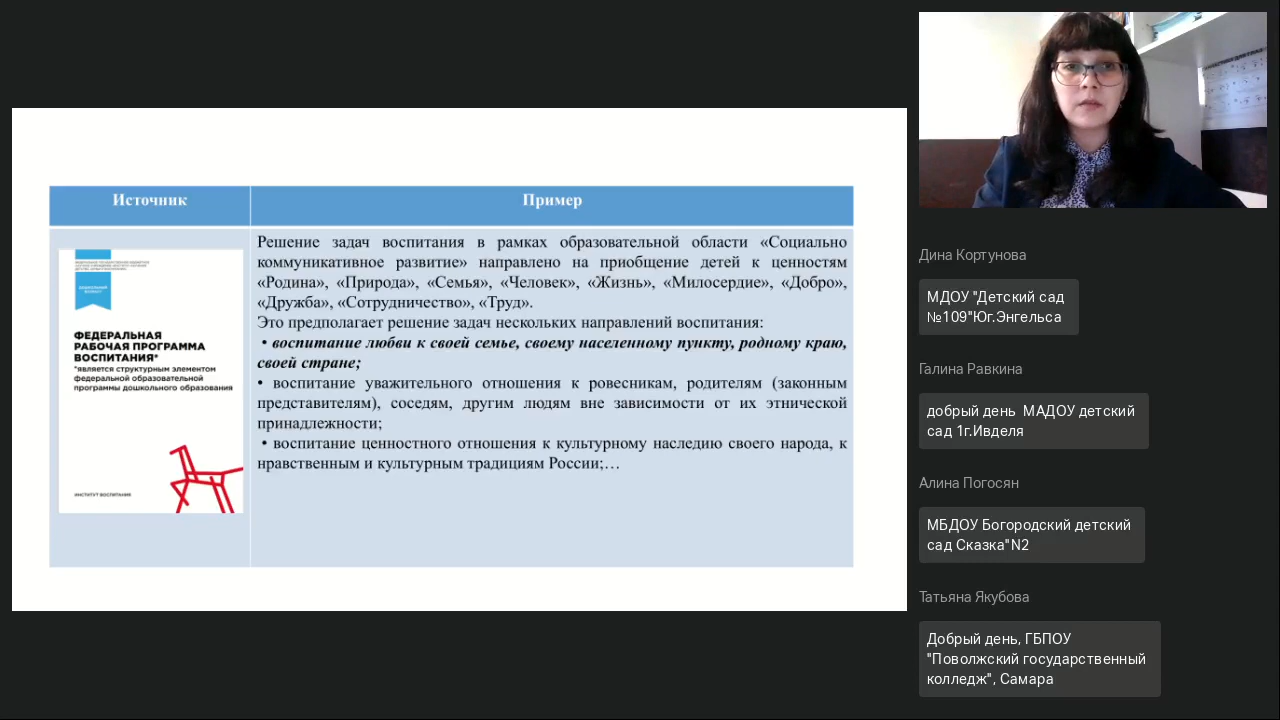 Источник
Пример
ФЕДЕРАЛЬНАЯ
РАБОЧАЯ ПРОГРАММА
ВОСПИТАНИЯ*
*является структурным элементом
федеральной образовательной
программы дошкольного образования
ИНСТИТУТ ВОСПИТАНИЯ
Решение задач воспитания в рамках образовательной области «Социально
коммуникативное развитие» направлено на приобщение детей к ценностям
«Родина», «Природа», «Семья», «Человек», «Жизнь», «Милосердие», «Добро»,
«Дружба», «Сотрудничество», «Труд».
Это предполагает решение задач нескольких направлений воспитания:
• воспитание любви к своей семье, своему населенному пункту, родному краю,
своей стране;
• воспитание уважительного отношения к ровесникам, родителям (законным
представителям), соседям, другим людям вне зависимости от их этнической
принадлежности;
• воспитание ценностного отношения к культурному наследию своего народа, к
нравственным и культурным традициям России;…
Дина Кортунова
МДОУ "Детский сад
№109"Юг.Энгельса
Галина Равкина
добрый день МАДОУ детский
сад 1г.Ивделя
Алина Погосян
МБДОУ Богородский детский
сад Сказка"N2
Татьяна Якубова
Добрый день, ГБПОУ
"Поволжский государственный
колледж", Самара